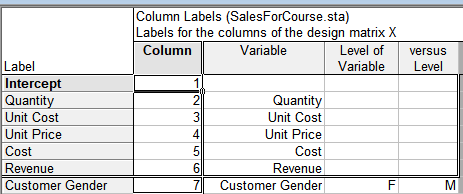 Column Labels (SalesForCourse.sta)
Labels for the columns of the design matrix X
Label Column Variable Level of Variable versus Level
Intercept 1
Quantity 2 Quantity
Unit Cost 3 Unit Cost
Unit Price 4 Unit Price
Cost 5 Cost
Revenue 6 Revenue
Customer Gender 7 Customer Gender F M